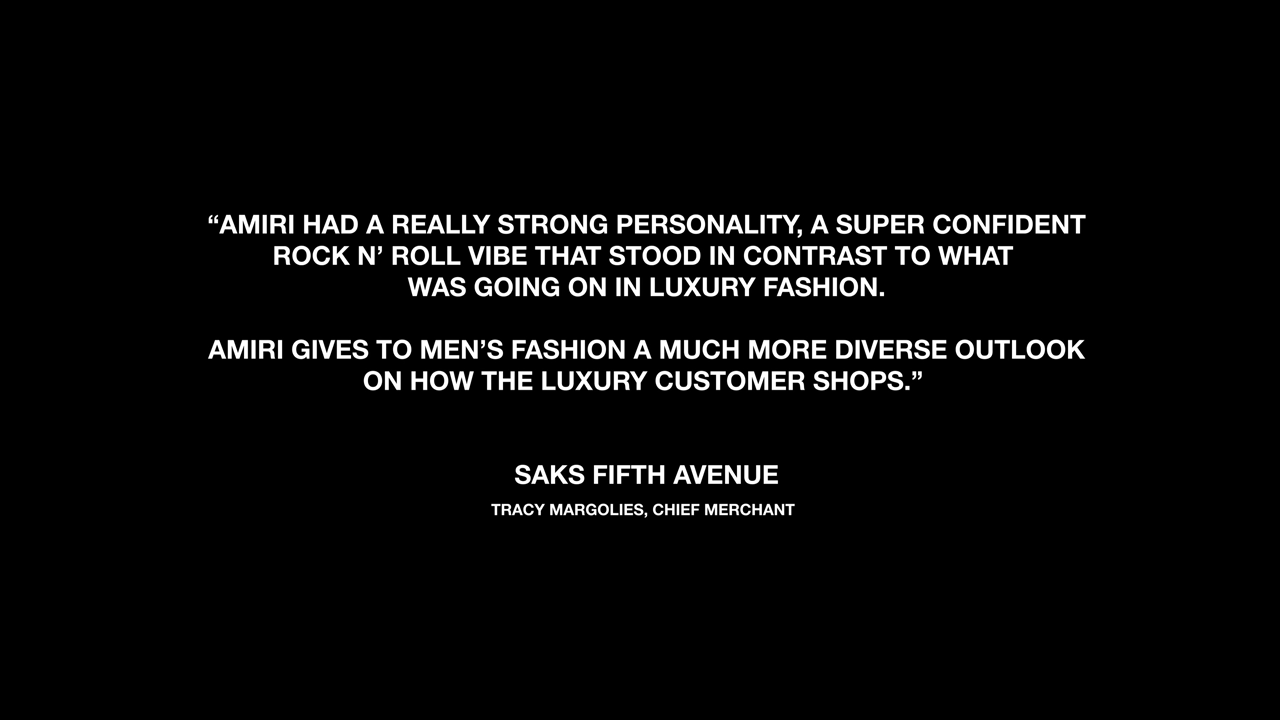 “AMIRI HAD A REALLY STRONG PERSONALITY, A SUPER CONFIDENT
ROCK N’ ROLL VIBE THAT STOOD IN CONTRAST TO WHAT
WAS GOING ON IN LUXURY FASHION.
AMIRI GIVES TO MEN’S FASHION A MUCH MORE DIVERSE OUTLOOK
ON HOW THE LUXURY CUSTOMER SHOPS.”
SAKS FIFTH AVENUE
TRACY MARGOLIES, CHIEF MERCHANT